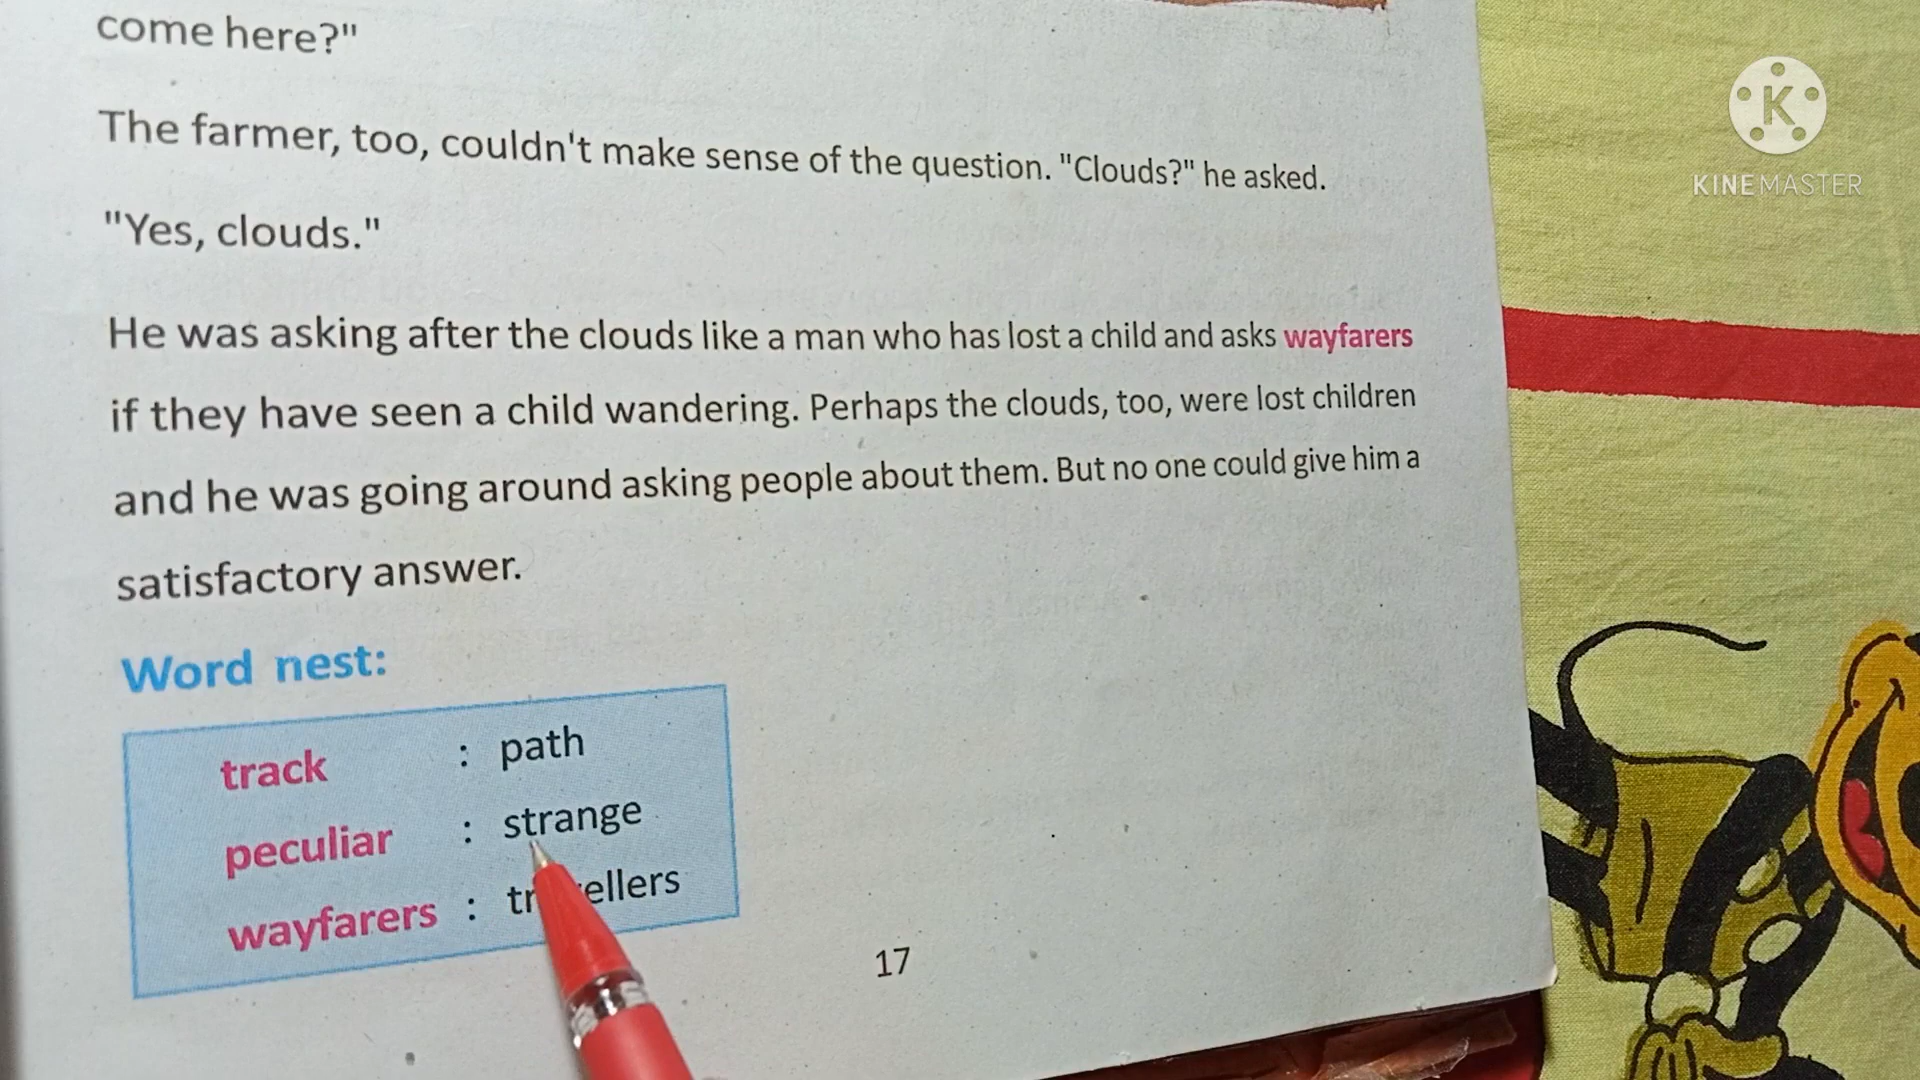 come here?"
The farmer, too, couldn't make sense of the question. "Clouds?" he asked.
"Yes, clouds."
He was asking after the clouds like a man who has lost a child and asks wayfarers
if they have seen a child wandering. Perhaps the clouds, too, were lost children
and he was going around asking people about them. But no one could give him a
satisfactory answer.
Word nest:
track : path
peculiar : strange
wayfarers :
17
K
KINEMASTER